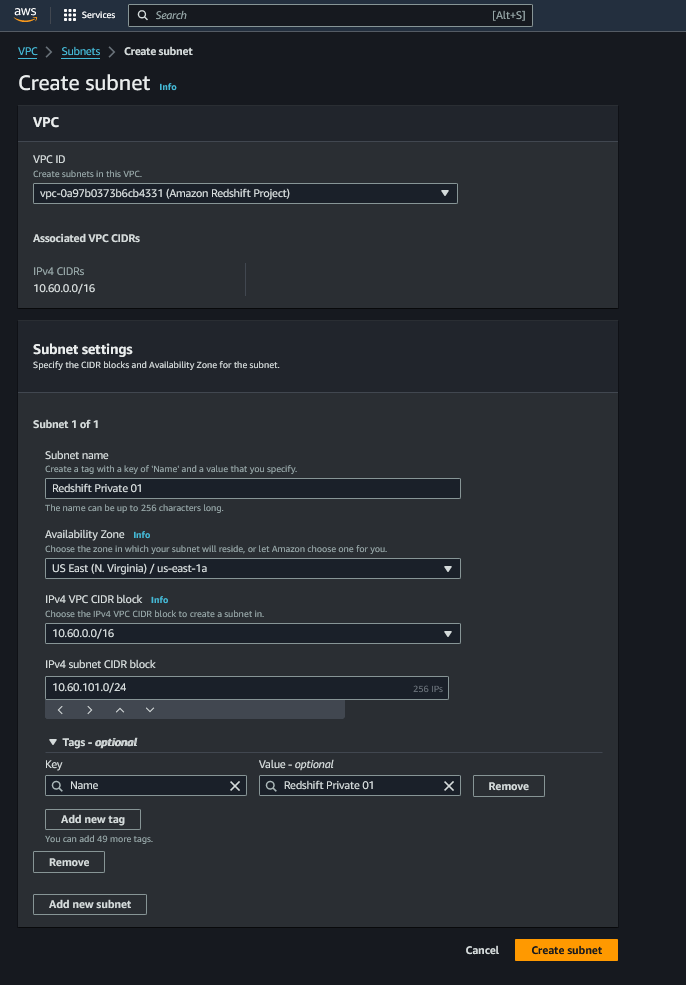 aws Services Search [Alt+S]
VPC Subnets Create subnet
Create subnet Info
VPC
VPC ID
Create subnets in this VPC.
vpc-0a97b0373b6cb4331 (Amazon Redshift Project)
Associated VPC CIDRs
IPv4 CIDRs
10.60.0.0/16
Subnet settings
Specify the CIDR blocks and Availability Zone for the subnet.
Subnet 1 of 1
Subnet name
Create a tag with a key of 'Name' and a value that you specify.
Redshift Private 01
The name can be up to 256 characters long.
Availability Zone Info
Choose the zone in which your subnet will reside, or let Amazon choose one for you.
US East (N. Virginia) / us-east-1a
IPv4 VPC CIDR block Info
Choose the IPv4 VPC CIDR block to create a subnet in.
10.60.0.0/16
IPv4 subnet CIDR block
10.60.101.0/24 256 IPs
Tags - optional
Key Value - optional
Name Redshift Private 01 Remove
Add new tag
You can add 49 more tags.
Remove
Add new subnet
Cancel Create subnet